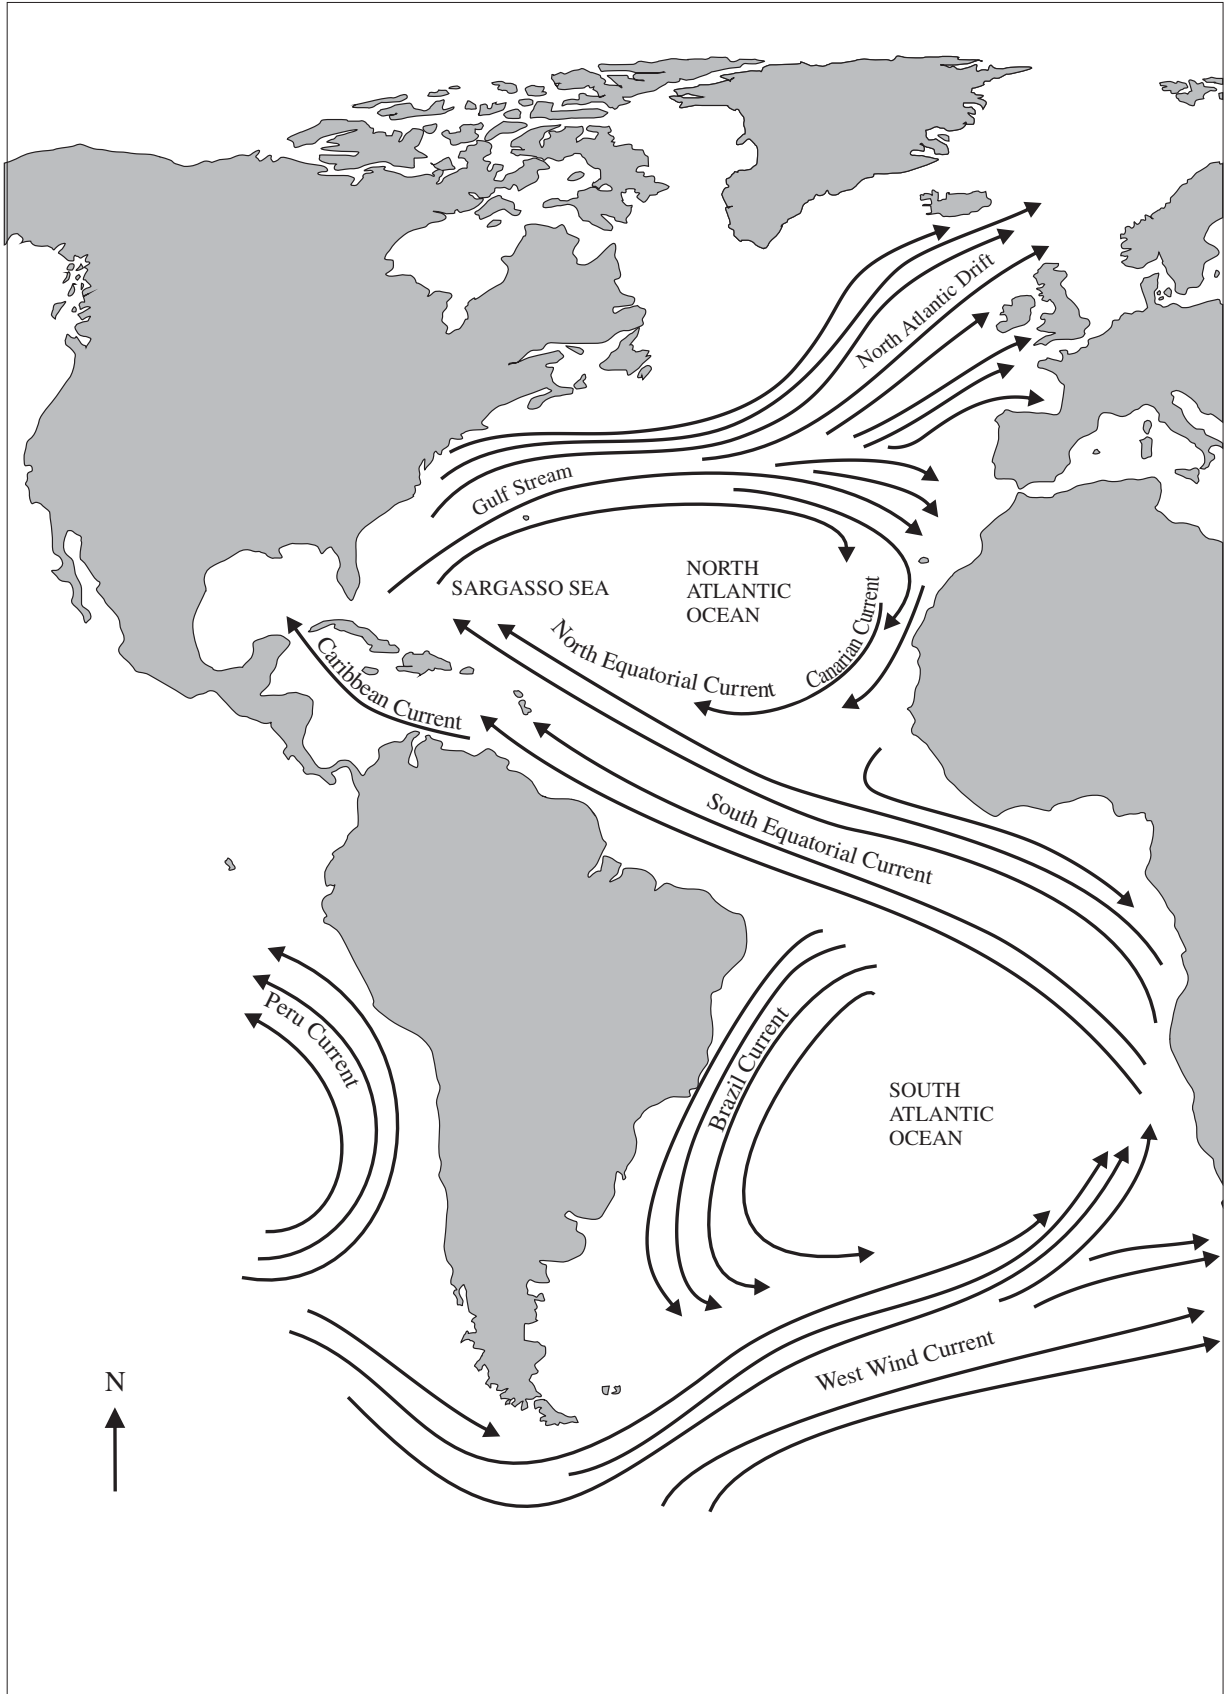 North Atlantic Drift
Gulf Stream
SARGASSO SEA
NORTH
ATLANTIC
OCEAN
Canarian Current
North Equatorial Current
Caribbean Current
South Equatorial Current
Peru Current
Brazil Current
SOUTH
ATLANTIC
OCEAN
West Wind Current
N